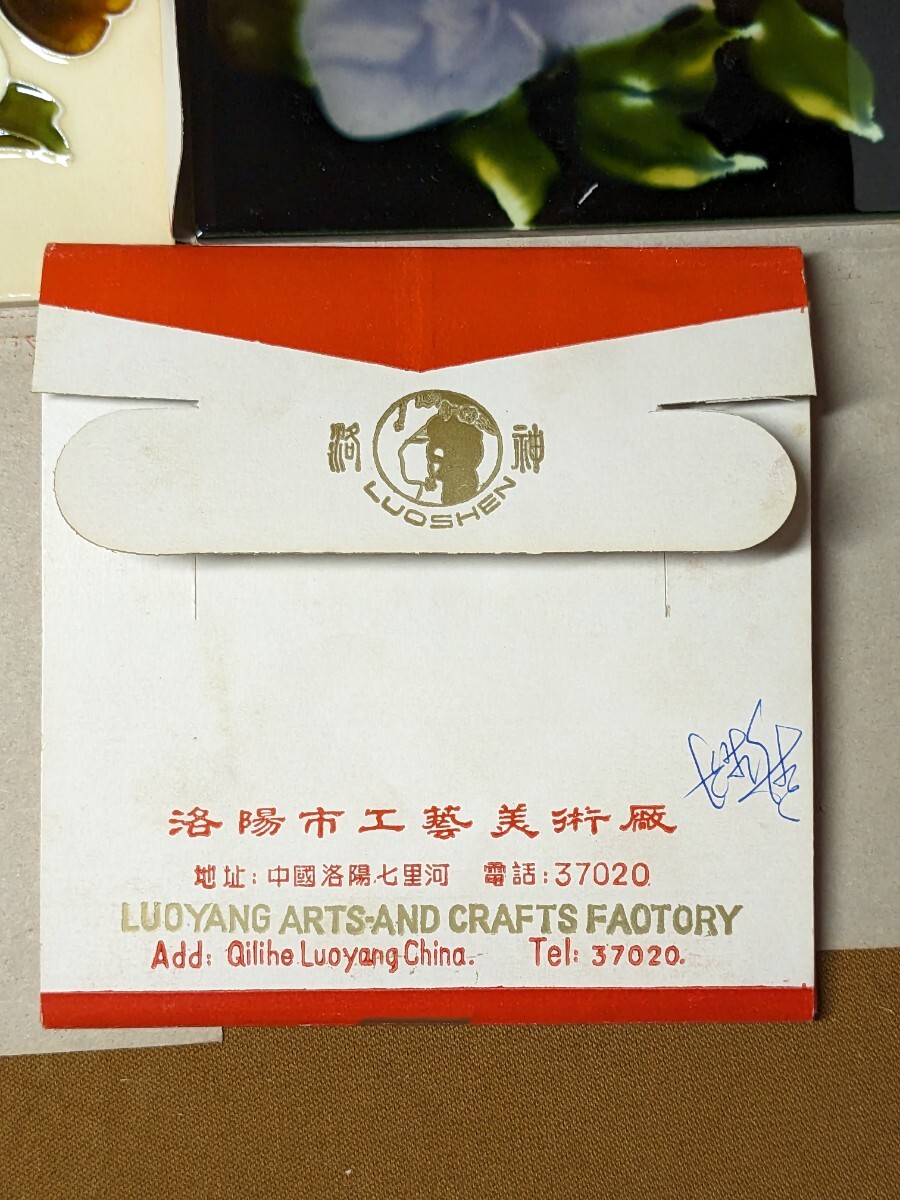 洛 神
LUOSHEN
洛陽市工藝美術厰
地址:中國洛陽七里河 電話:37020
LUOYANG ARTS-AND CRAFTS FAOTORY
Add: Qilihe Luoyang, China. Tel: 37020.